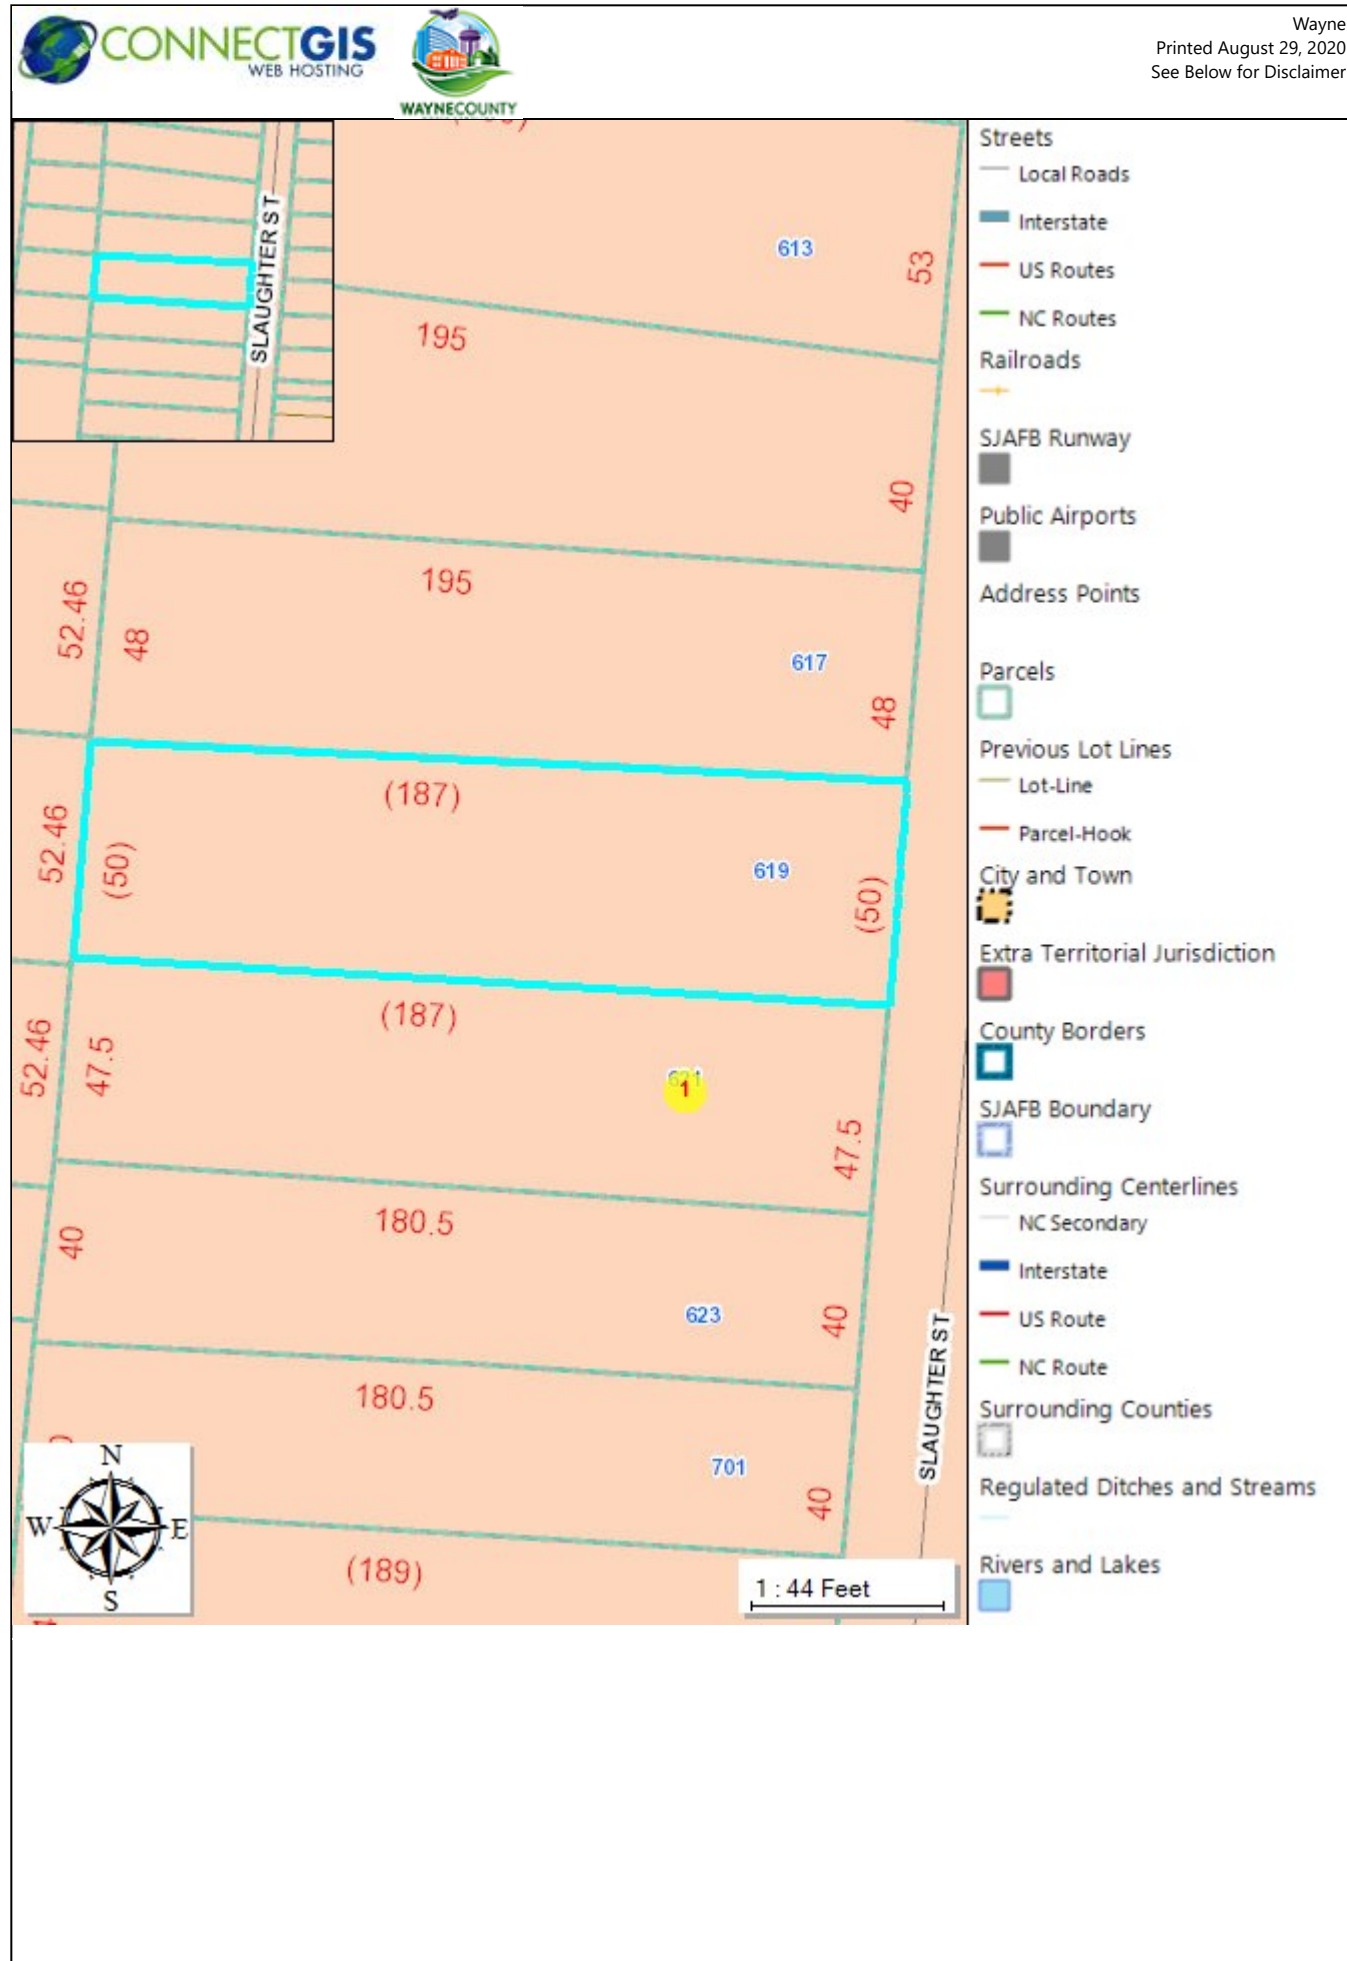 CONNECTGIS
WEB HOSTING
WAYNECOUNTY
Wayne
Printed August 29, 2020
See Below for Disclaimer
SLAUGHTER ST
613
53
195
40
195
52.46
48
617
48
(187)
52.46
(50)
619
(50)
(187)
52.46
47.5
1
47.5
180.5
40
623
40
180.5
701
40
SLAUGHTER ST
N
W
E
S
(189)
1 : 44 Feet
Streets
Local Roads
Interstate
US Routes
NC Routes
Railroads
SJAFB Runway
Public Airports
Address Points
Parcels
Previous Lot Lines
Lot-Line
Parcel-Hook
City and Town
Extra Territorial Jurisdiction
County Borders
SJAFB Boundary
Surrounding Centerlines
NC Secondary
Interstate
US Route
NC Route
Surrounding Counties
Regulated Ditches and Streams
Rivers and Lakes